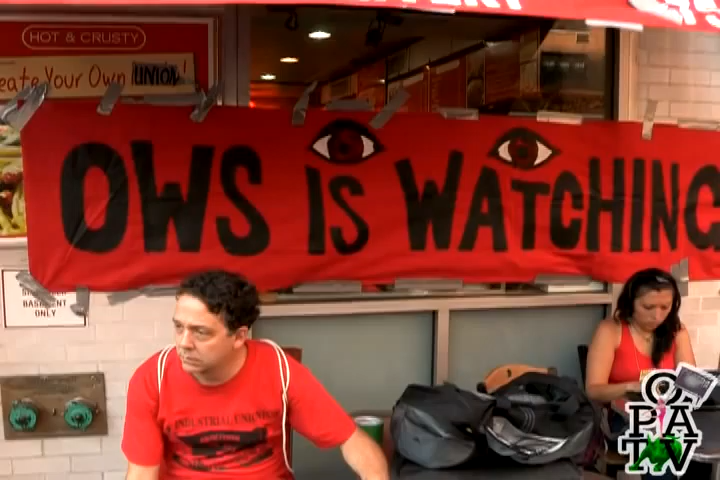 HOT & CRUSTY
eate Your Own UNION!
OWS iS WATCHING
BASEMENT
ONLY
INDUSTRIAL UNION
OPA
TV